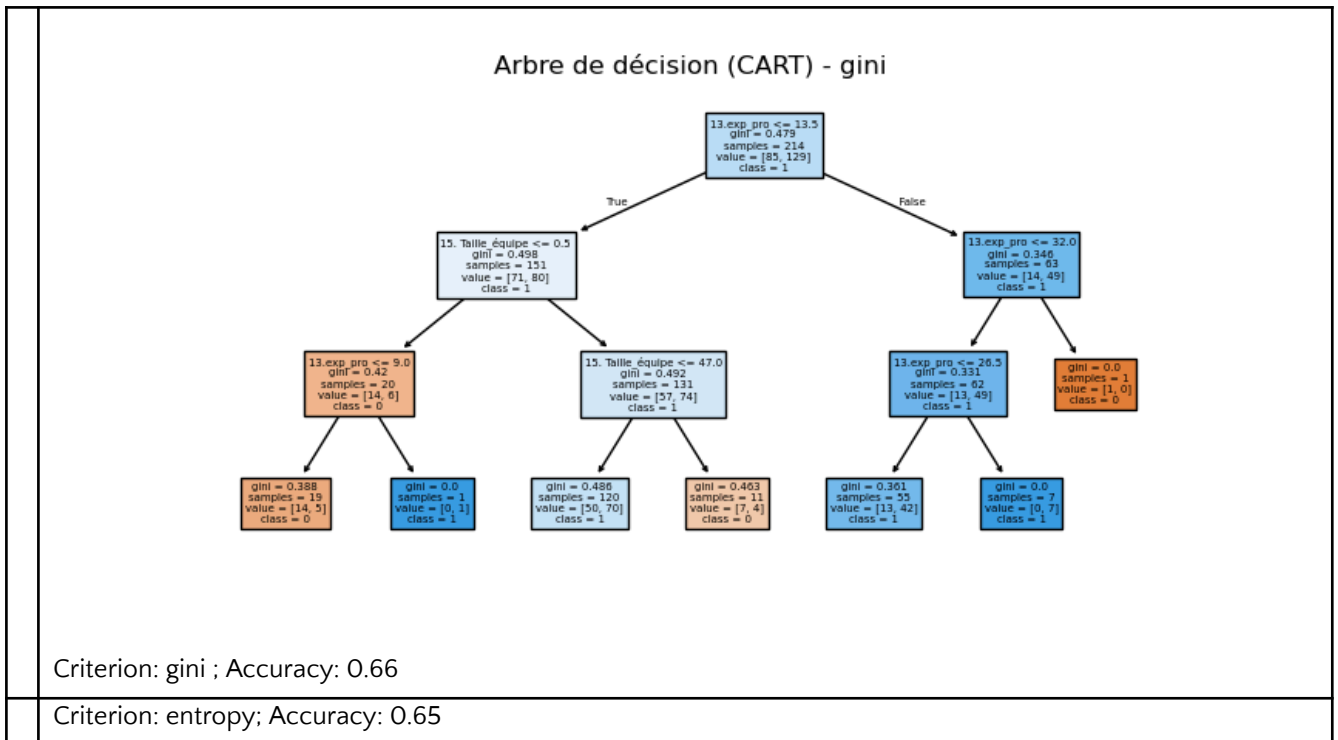 Arbre de décision (CART) - gini
13.exp_pro <= 13.5
gini = 0.479
samples = 214
value = [85, 129]
class = 1
True
False
15. Taille_équipe <= 0.5
gini = 0.498
samples = 151
value = [71, 80]
class = 1
13.exp_pro <= 32.0
gini = 0.346
samples = 63
value = [14, 49]
class = 1
13.exp_pro <= 9.0
gini = 0.42
samples = 20
value = [14, 6]
class = 0
15. Taille_équipe <= 47.0
gini = 0.492
samples = 131
value = [57, 74]
class = 1
13.exp_pro <= 26.5
gini = 0.331
samples = 62
value = [13, 49]
class = 1
gini = 0.0
samples = 1
value = [1, 0]
class = 0
gini = 0.388
samples = 19
value = [14, 5]
class = 0
gini = 0.0
samples = 1
value = [0, 1]
class = 1
gini = 0.486
samples = 120
value = [50, 70]
class = 1
gini = 0.463
samples = 11
value = [7, 4]
class = 0
gini = 0.361
samples = 55
value = [13, 42]
class = 1
gini = 0.0
samples = 7
value = [0, 7]
class = 1
Criterion: gini ; Accuracy: 0.66
Criterion: entropy; Accuracy: 0.65